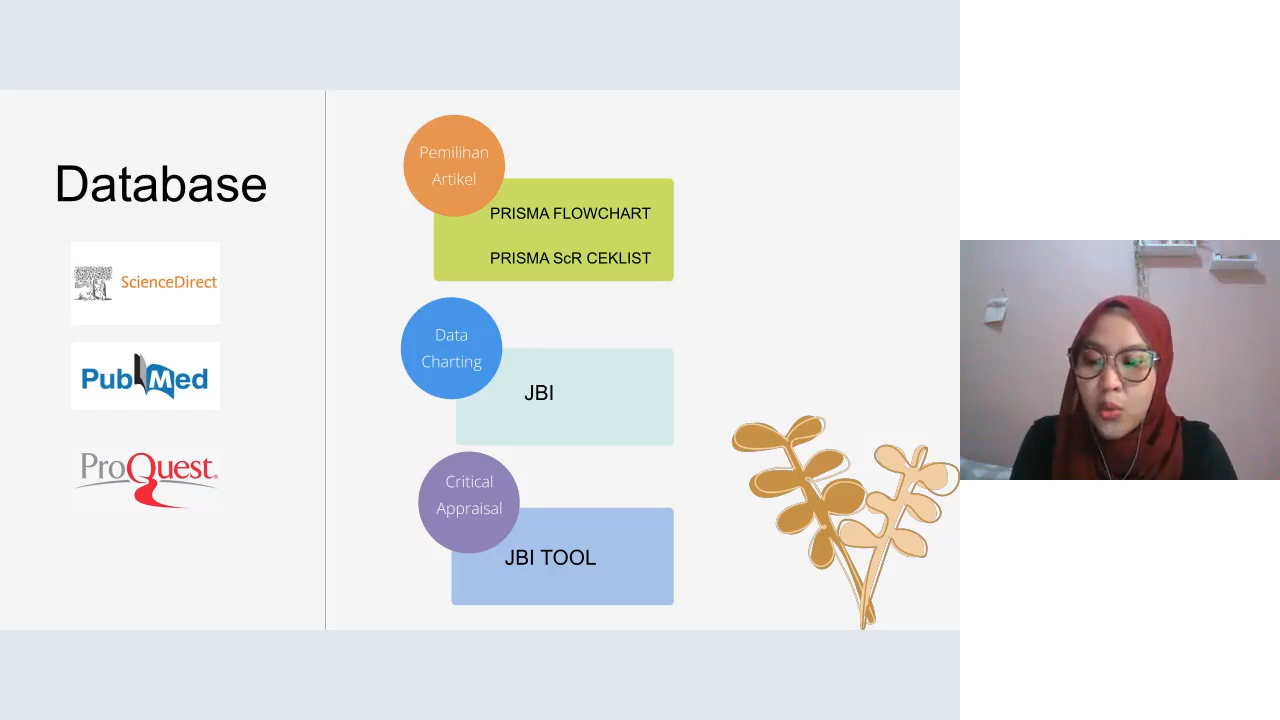 Database
ScienceDirect
PubMed
ProQuest
Pemilihan
Artikel
PRISMA FLOWCHART
PRISMA ScR CEKLIST
Data
Charting
JBI
Critical
Appraisal
JBI TOOL